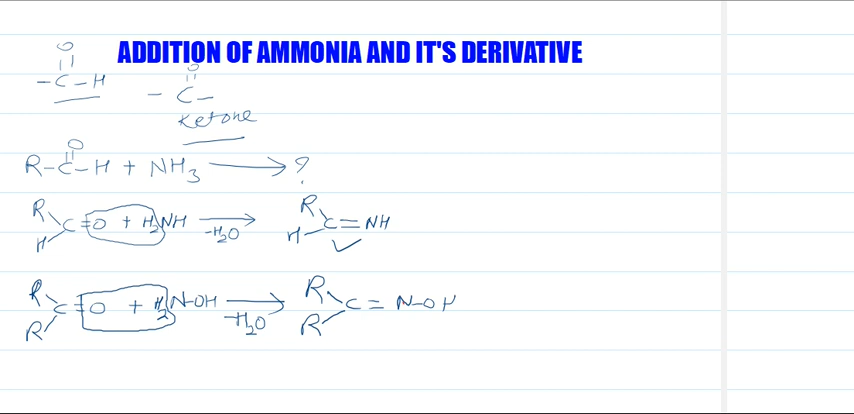 ADDITION OF AMMONIA AND IT'S DERIVATIVE
O
||
-C-H
O
||
-C-
Ketone
O
||
R-C-H + NH3 ⟶ ?
R
C=O + H2NH ⟶ -H2O
H
R
C=NH
H
R
C=O + H2N-OH ⟶ -H2O
R
R
C=N-OH
R